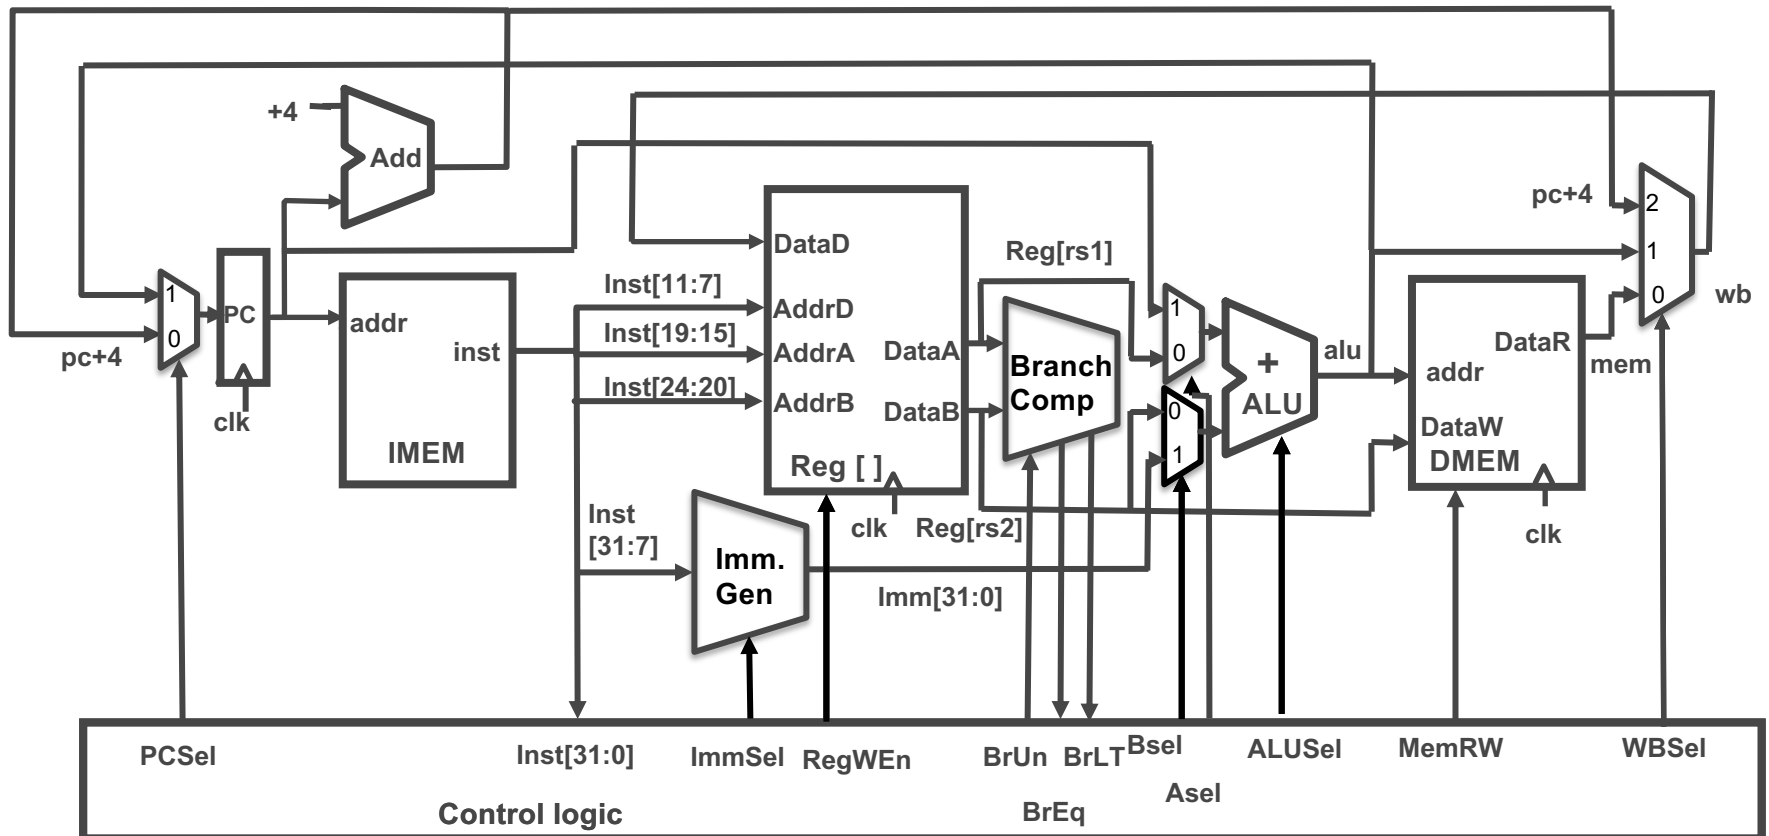 +4
Add
pc+4
2
Reg[rs1]
DataD
1
Inst[11:7]
1
0
wb
1
PC
addr
AddrD
1
0
Inst[19:15]
inst
AddrA
DataA
0
alu
DataR
pc+4
Branch
Comp
+
ALU
addr
mem
Inst[24:20]
AddrB
DataB
0
clk
DataW
DMEM
IMEM
Reg [ ]
1
clk
Reg[rs2]
clk
Inst
[31:7]
Imm.
Gen
Imm[31:0]
PCSel
Inst[31:0]
ImmSel
RegWEn
BrUn
BrLT
Bsel
ALUSel
MemRW
WBSel
Asel
Control logic
BrEq